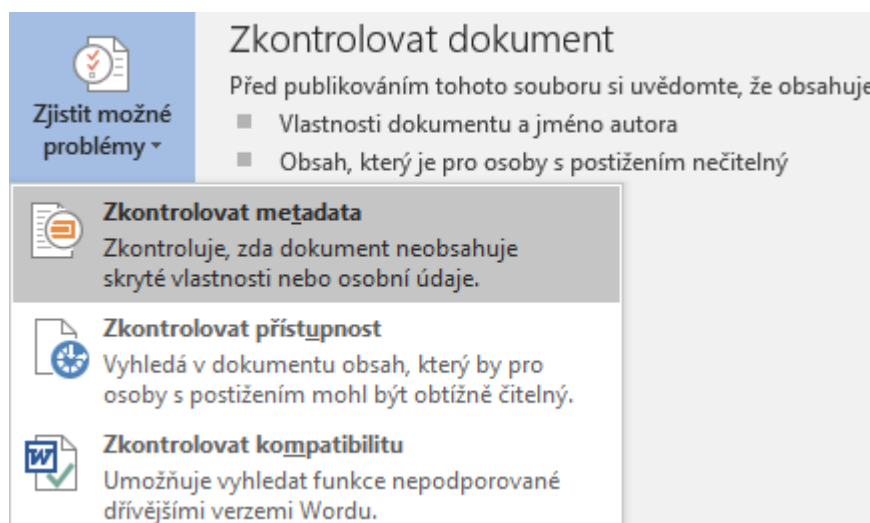 Zjistit možné
problémy
Zkontrolovat dokument
Před publikováním tohoto souboru si uvědomte, že obsahuje
Vlastnosti dokumentu a jméno autora
Obsah, který je pro osoby s postižením nečitelný
Zkontrolovat metadata
Zkontroluje, zda dokument neobsahuje
skryté vlastnosti nebo osobní údaje.
Zkontrolovat přístupnost
Vyhledá v dokumentu obsah, který by pro
osoby s postižením mohl být obtížně čitelný.
Zkontrolovat kompatibilitu
Umožňuje vyhledat funkce nepodporované
dřívějšími verzemi Wordu.